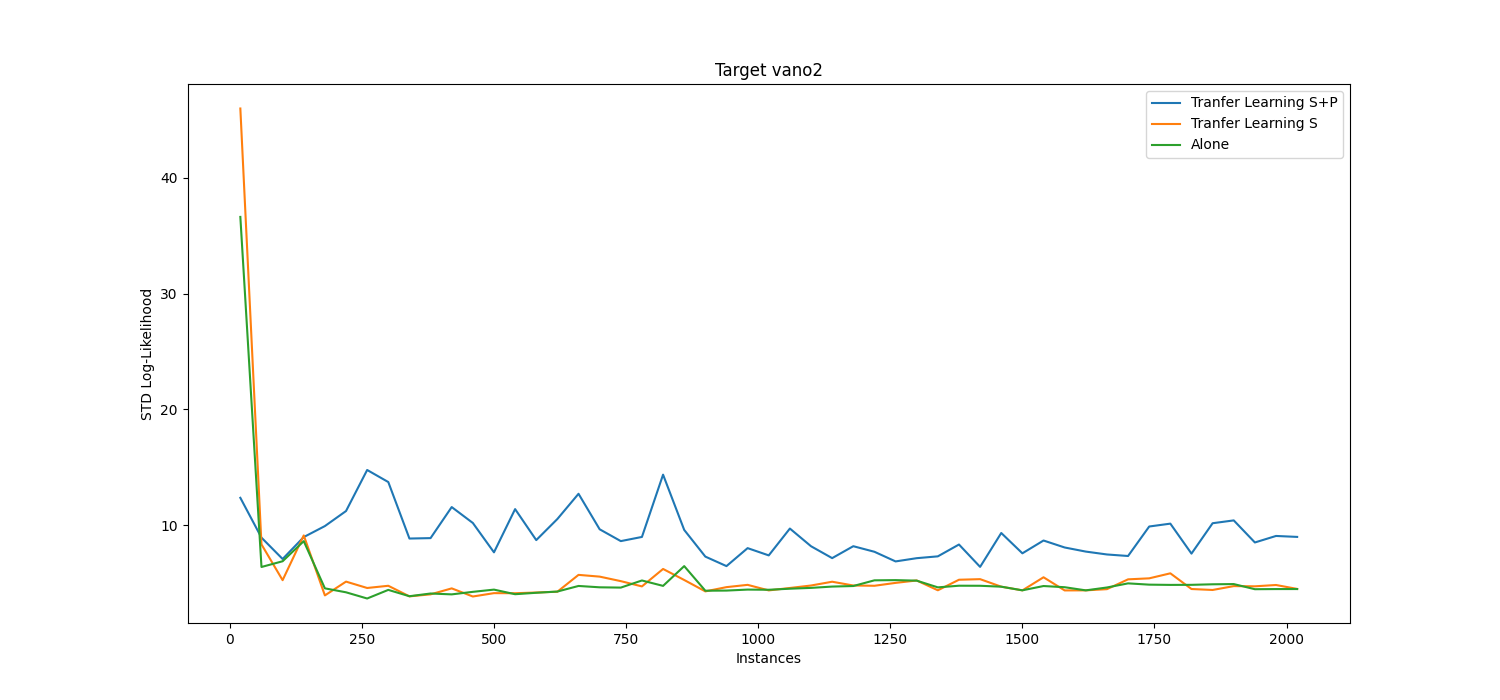 Target vano2
Tranfer Learning S+P
Tranfer Learning S
Alone
STD Log-Likelihood
40
30
20
10
0 250 500 750 1000 1250 1500 1750 2000
Instances